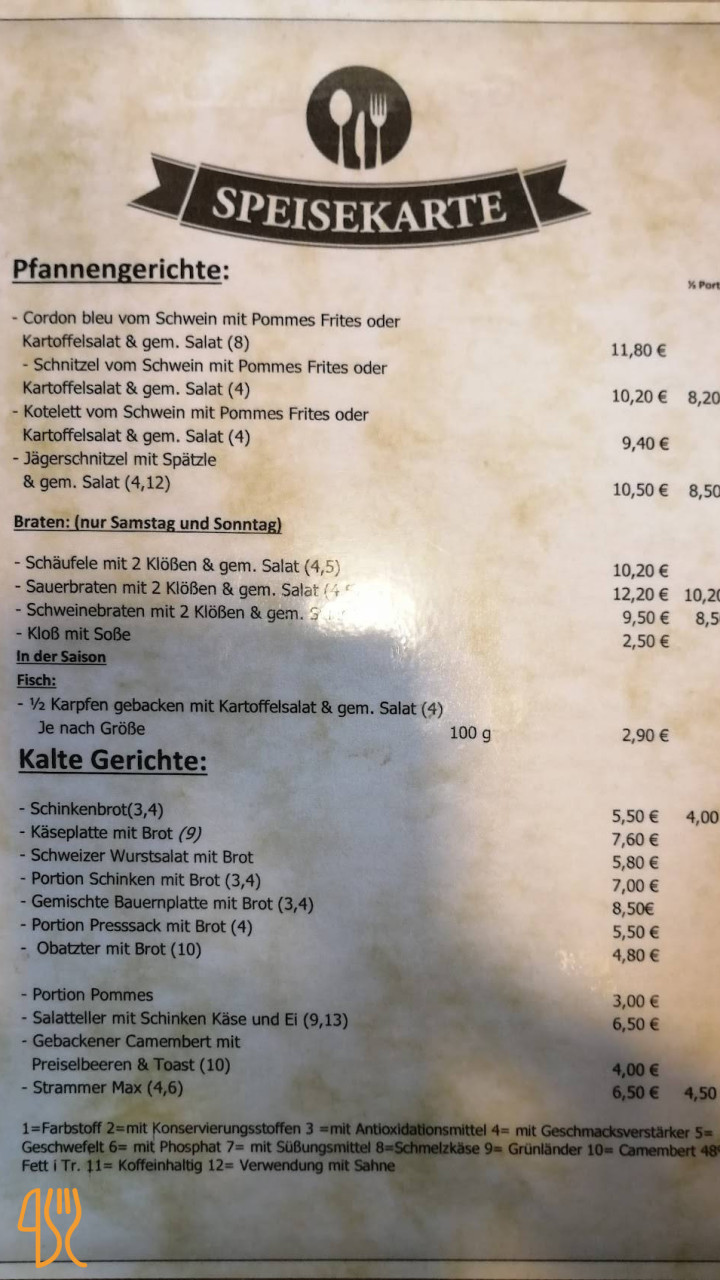 SPEISEKARTE
Pfannengerichte:
½ Port
- Cordon bleu vom Schwein mit Pommes Frites oder
Kartoffelsalat & gem. Salat (8) 11,80 €
- Schnitzel vom Schwein mit Pommes Frites oder
Kartoffelsalat & gem. Salat (4) 10,20 € 8,20
- Kotelett vom Schwein mit Pommes Frites oder
Kartoffelsalat & gem. Salat (4) 9,40 €
- Jägerschnitzel mit Spätzle
& gem. Salat (4,12) 10,50 € 8,50
Braten: (nur Samstag und Sonntag)
- Schäufele mit 2 Klößen & gem. Salat (4,5) 10,20 €
- Sauerbraten mit 2 Klößen & gem. Salat 12,20 € 10,20
- Schweinebraten mit 2 Klößen & gem. 9,50 € 8,5
- Kloß mit Soße 2,50 €
In der Saison
Fisch:
- ½ Karpfen gebacken mit Kartoffelsalat & gem. Salat (4)
Je nach Größe 100 g 2,90 €
Kalte Gerichte:
- Schinkenbrot(3,4) 5,50 € 4,00
- Käseplatte mit Brot (9) 7,60 €
- Schweizer Wurstsalat mit Brot 5,80 €
- Portion Schinken mit Brot (3,4) 7,00 €
- Gemischte Bauernplatte mit Brot (3,4) 8,50€
- Portion Presssack mit Brot (4) 5,50 €
- Obatzter mit Brot (10) 4,80 €
- Portion Pommes 3,00 €
- Salatteller mit Schinken Käse und Ei (9,13) 6,50 €
- Gebackener Camembert mit
Preiselbeeren & Toast (10) 4,00 €
- Strammer Max (4,6) 6,50 € 4,50
1=Farbstoff 2=mit Konservierungsstoffen 3 =mit Antioxidationsmittel 4= mit Geschmacksverstärker 5=
Geschwefelt 6= mit Phosphat 7= mit Süßungsmittel 8=Schmelzkäse 9= Grünländer 10= Camembert 48%
Fett i Tr. 11= Koffeinhaltig 12= Verwendung mit Sahne